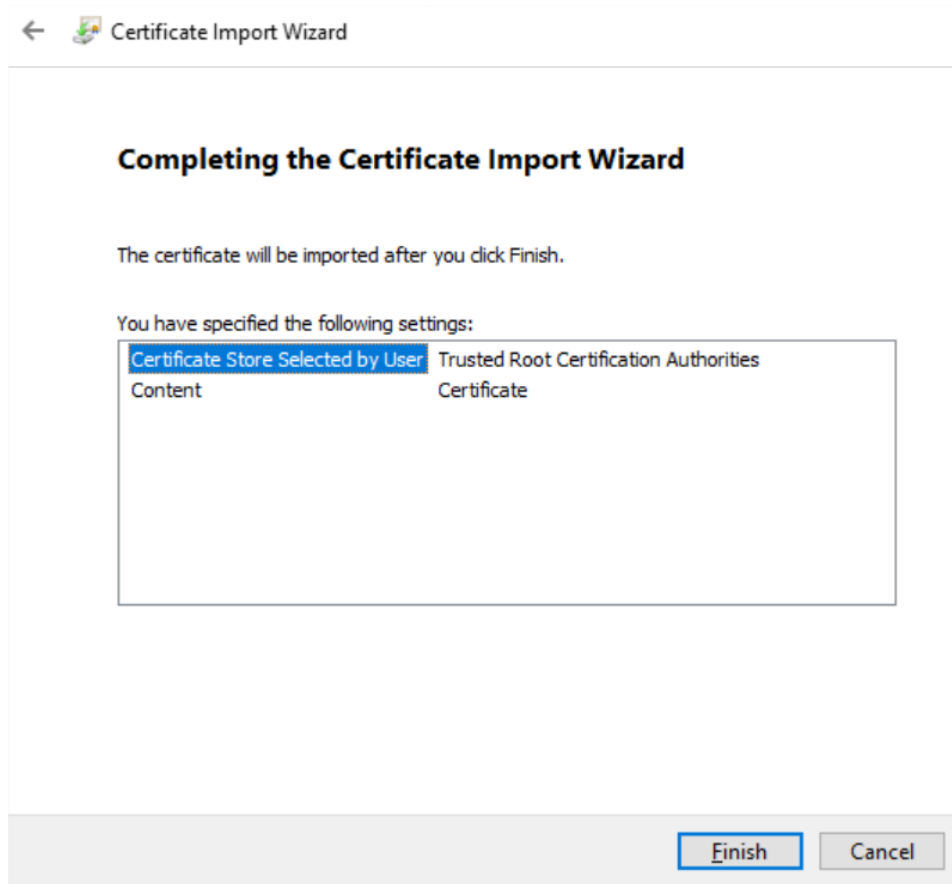 Certificate Import Wizard
Completing the Certificate Import Wizard
The certificate will be imported after you click Finish.
You have specified the following settings:
Certificate Store Selected by User Trusted Root Certification Authorities
Content Certificate
Finish Cancel